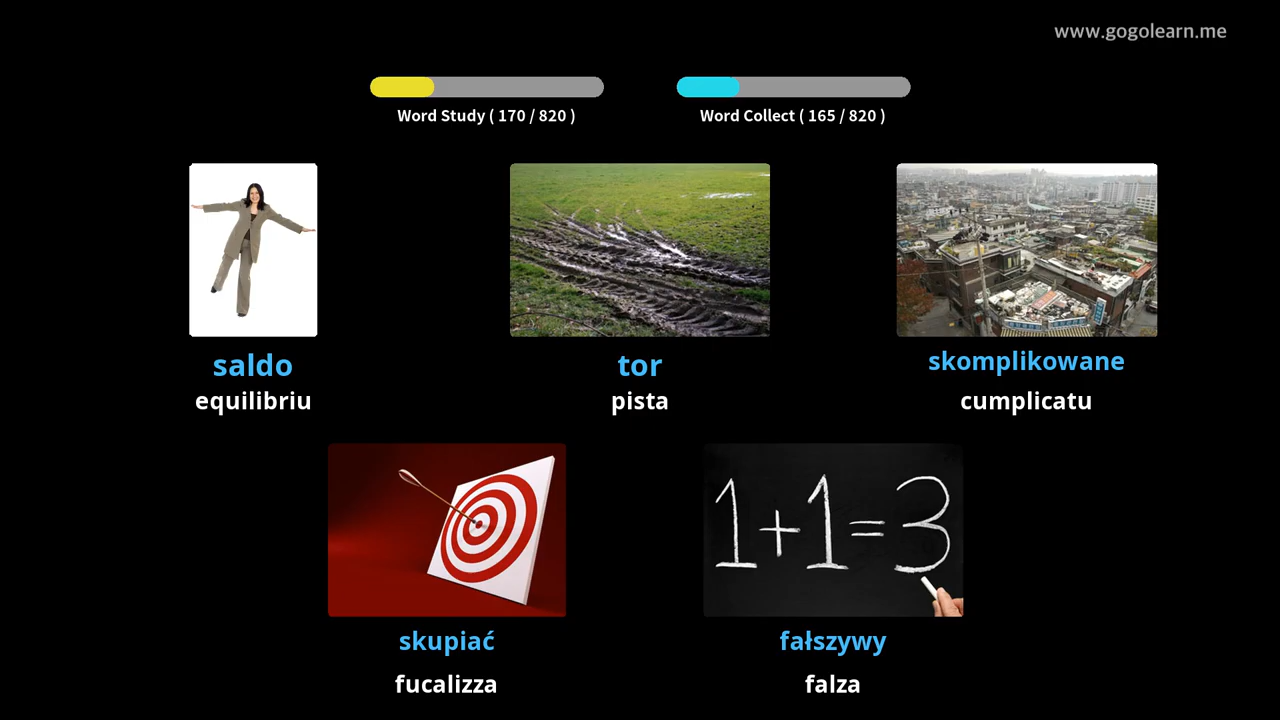 www.gogolearn.me
Word Study ( 170 / 820 )
Word Collect ( 165 / 820 )
saldo
equilibriu
tor
pista
skomplikowane
cumplicatu
1+1=3
skupiać
fucalizza
fałszywy
falza